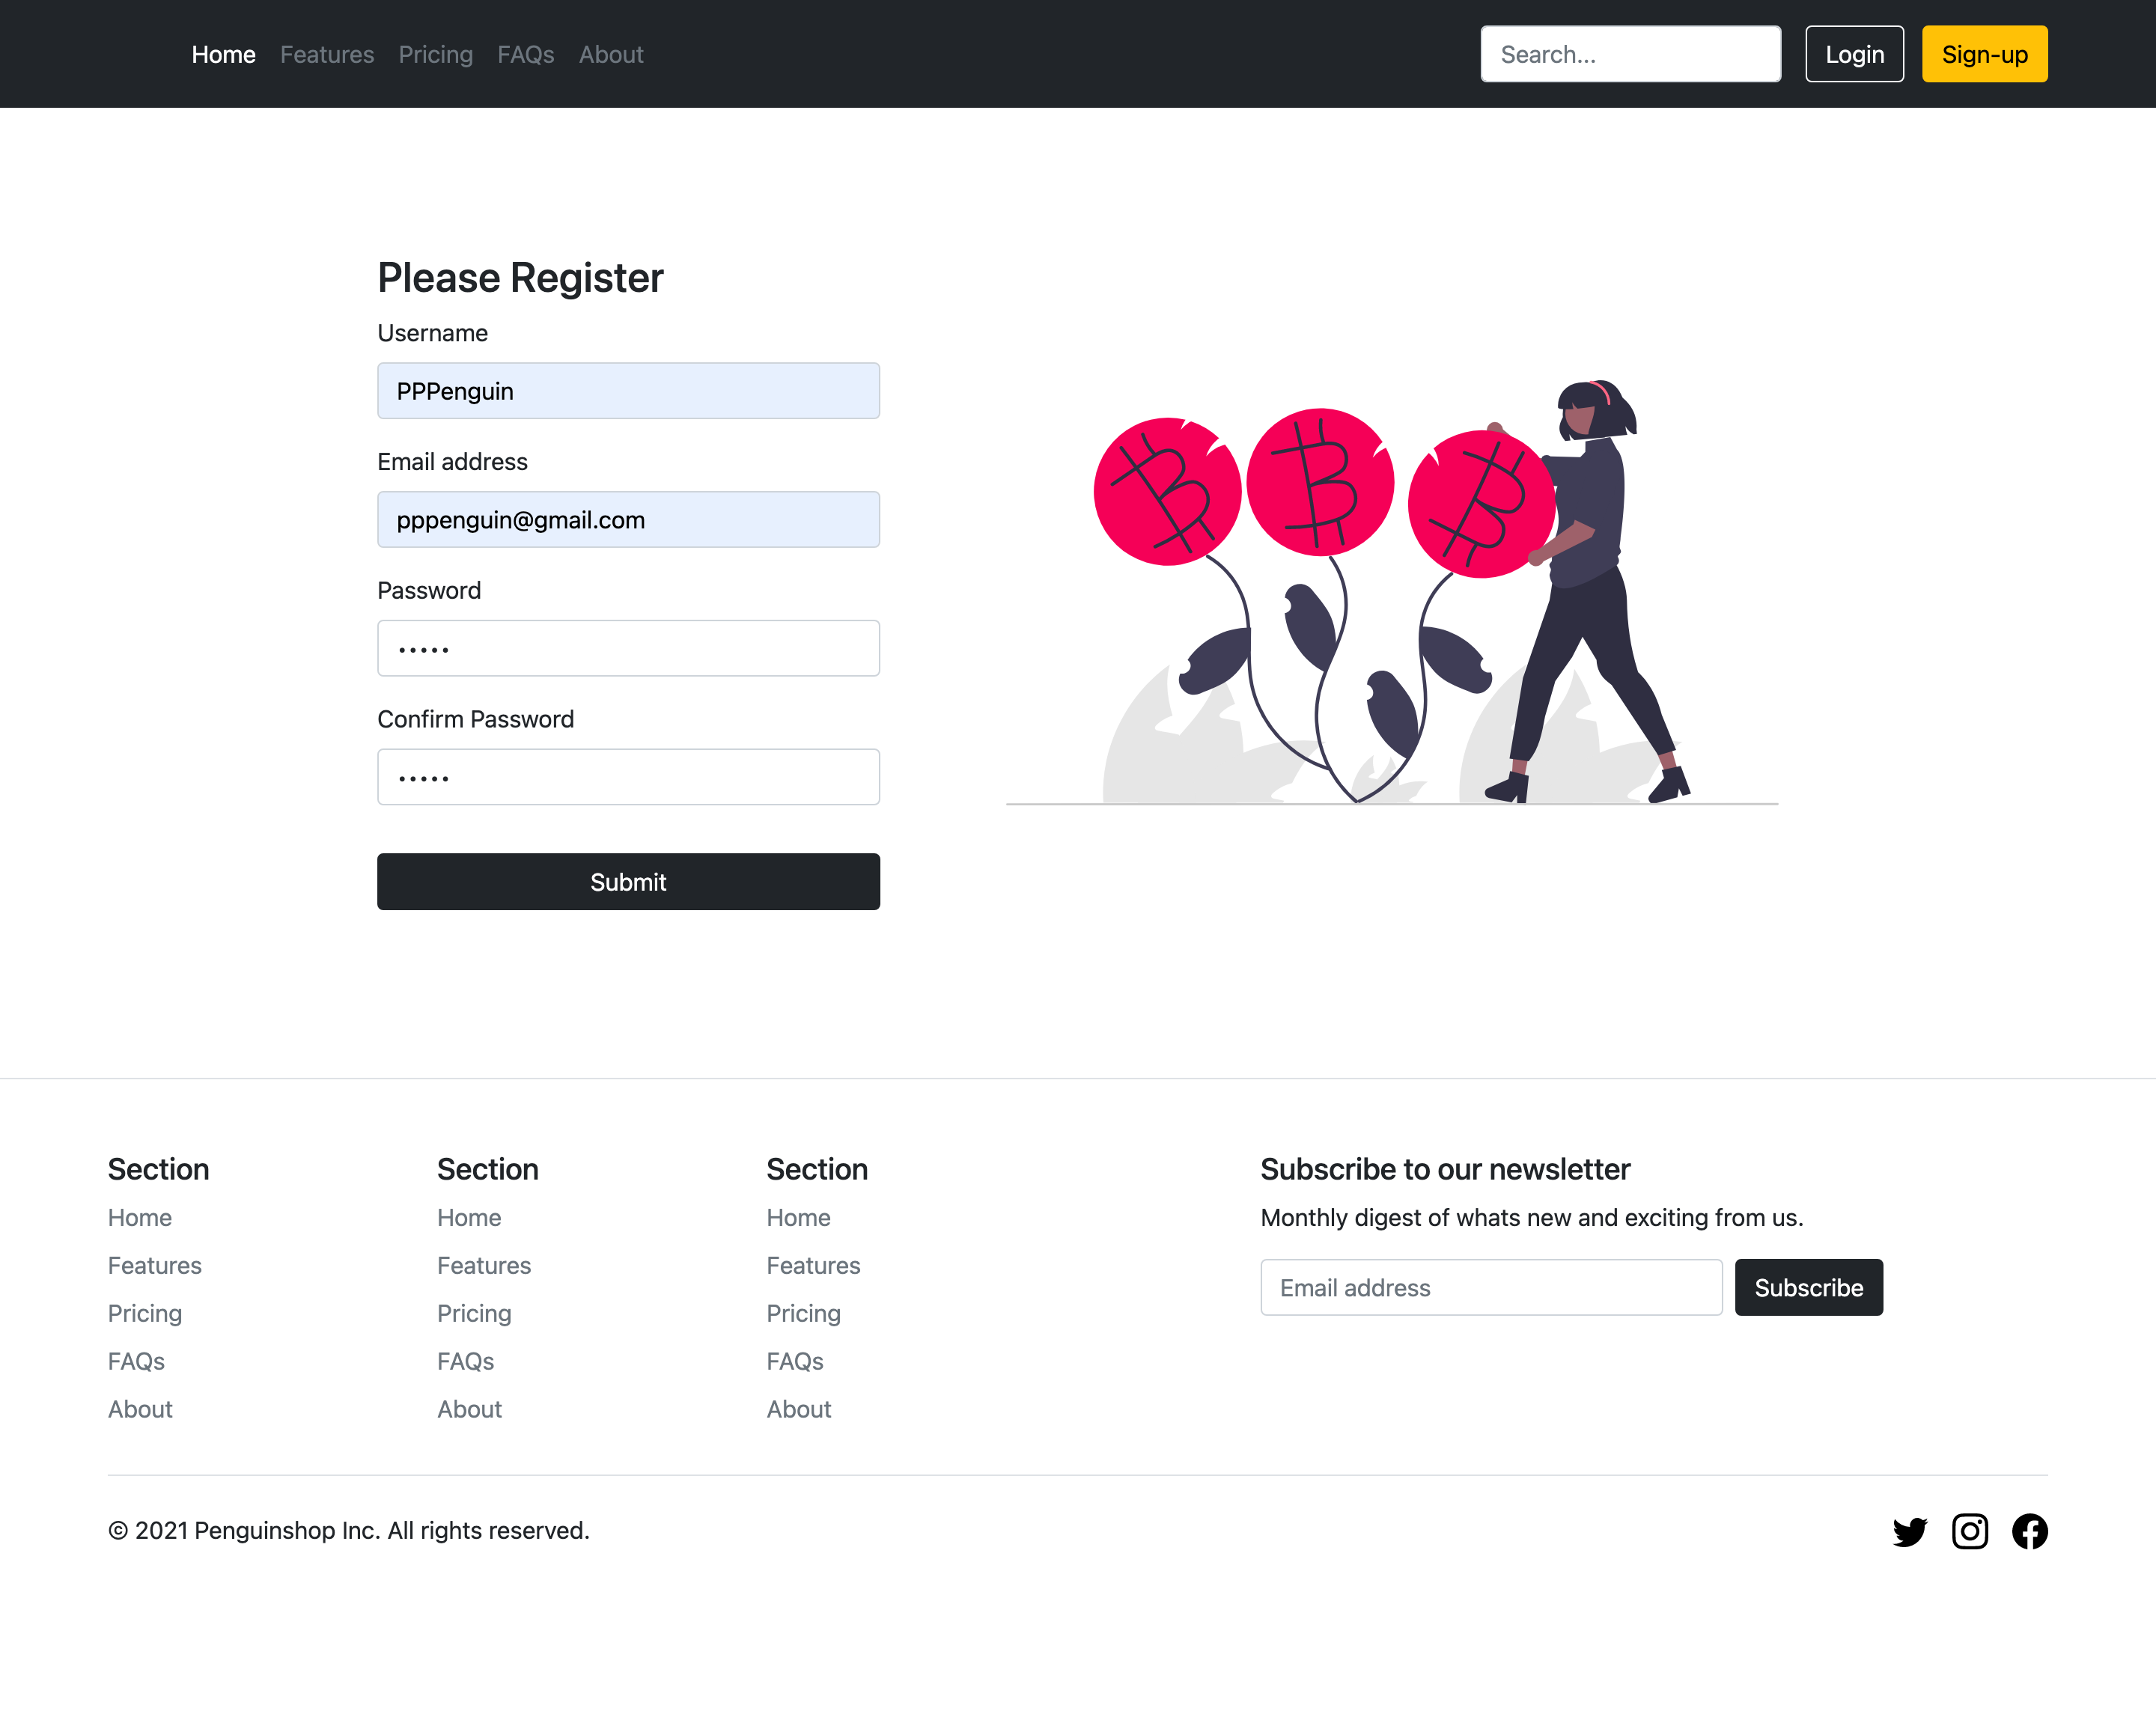 Home Features Pricing FAQs About Search... Login Sign-up
Please Register
Username
PPPenguin
Email address
pppenguin@gmail.com
Password
•••••
Confirm Password
•••••
Submit
Section
Home
Features
Pricing
FAQs
About
Section
Home
Features
Pricing
FAQs
About
Section
Home
Features
Pricing
FAQs
About
Subscribe to our newsletter
Monthly digest of whats new and exciting from us.
Email address Subscribe
© 2021 Penguinshop Inc. All rights reserved.